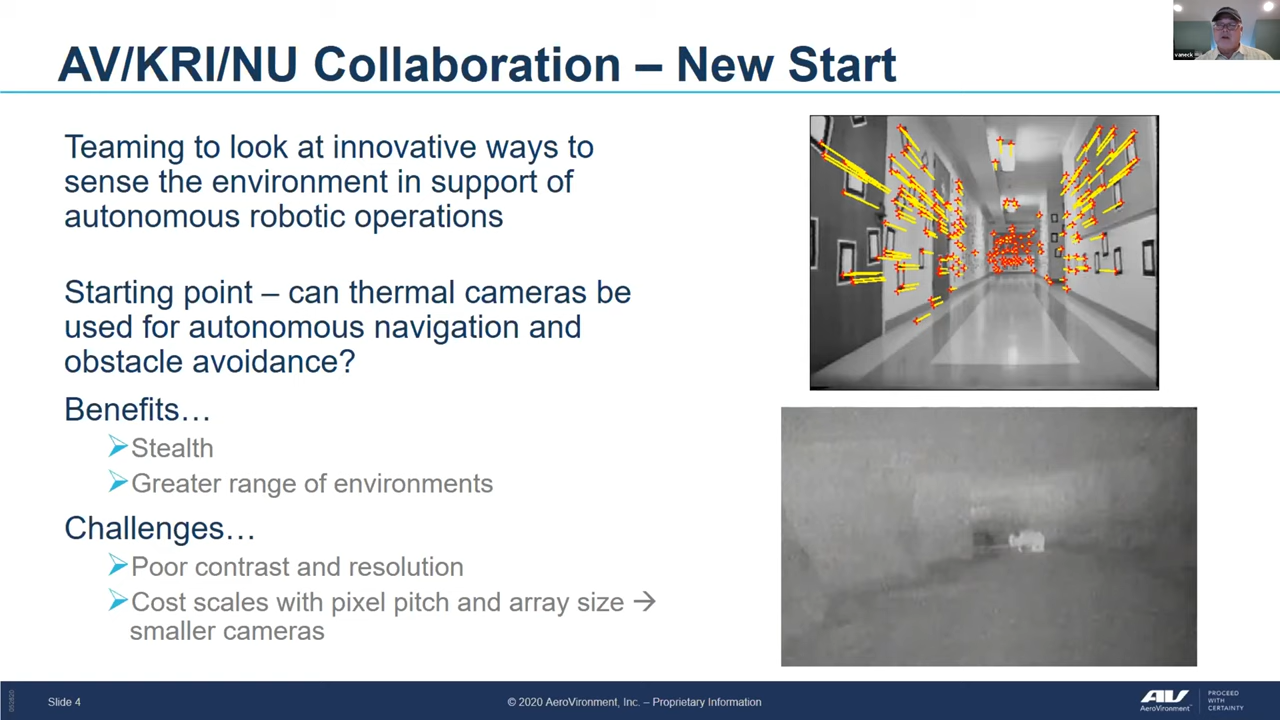 AV/KRI/NU Collaboration – New Start
vaneck
Teaming to look at innovative ways to
sense the environment in support of
autonomous robotic operations
Starting point – can thermal cameras be
used for autonomous navigation and
obstacle avoidance?
Benefits…
Stealth
Greater range of environments
Challenges…
Poor contrast and resolution
Cost scales with pixel pitch and array size →
smaller cameras
052820
Slide 4
© 2020 AeroVironment, Inc. – Proprietary Information
AV
AeroVironment
PROCEED
WITH
CERTAINTY